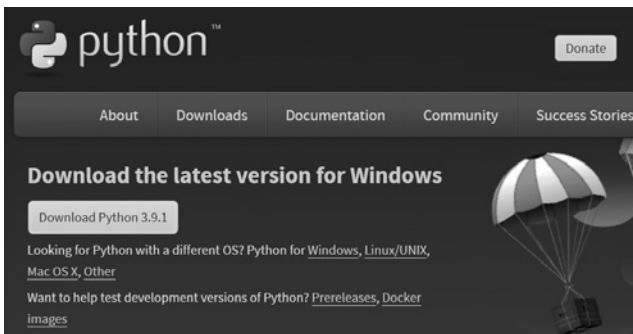 python™
Donate
About Downloads Documentation Community Success Stories
Download the latest version for Windows
Download Python 3.9.1
Looking for Python with a different OS? Python for Windows, Linux/UNIX,
Mac OS X, Other
Want to help test development versions of Python? Prereleases, Docker
images